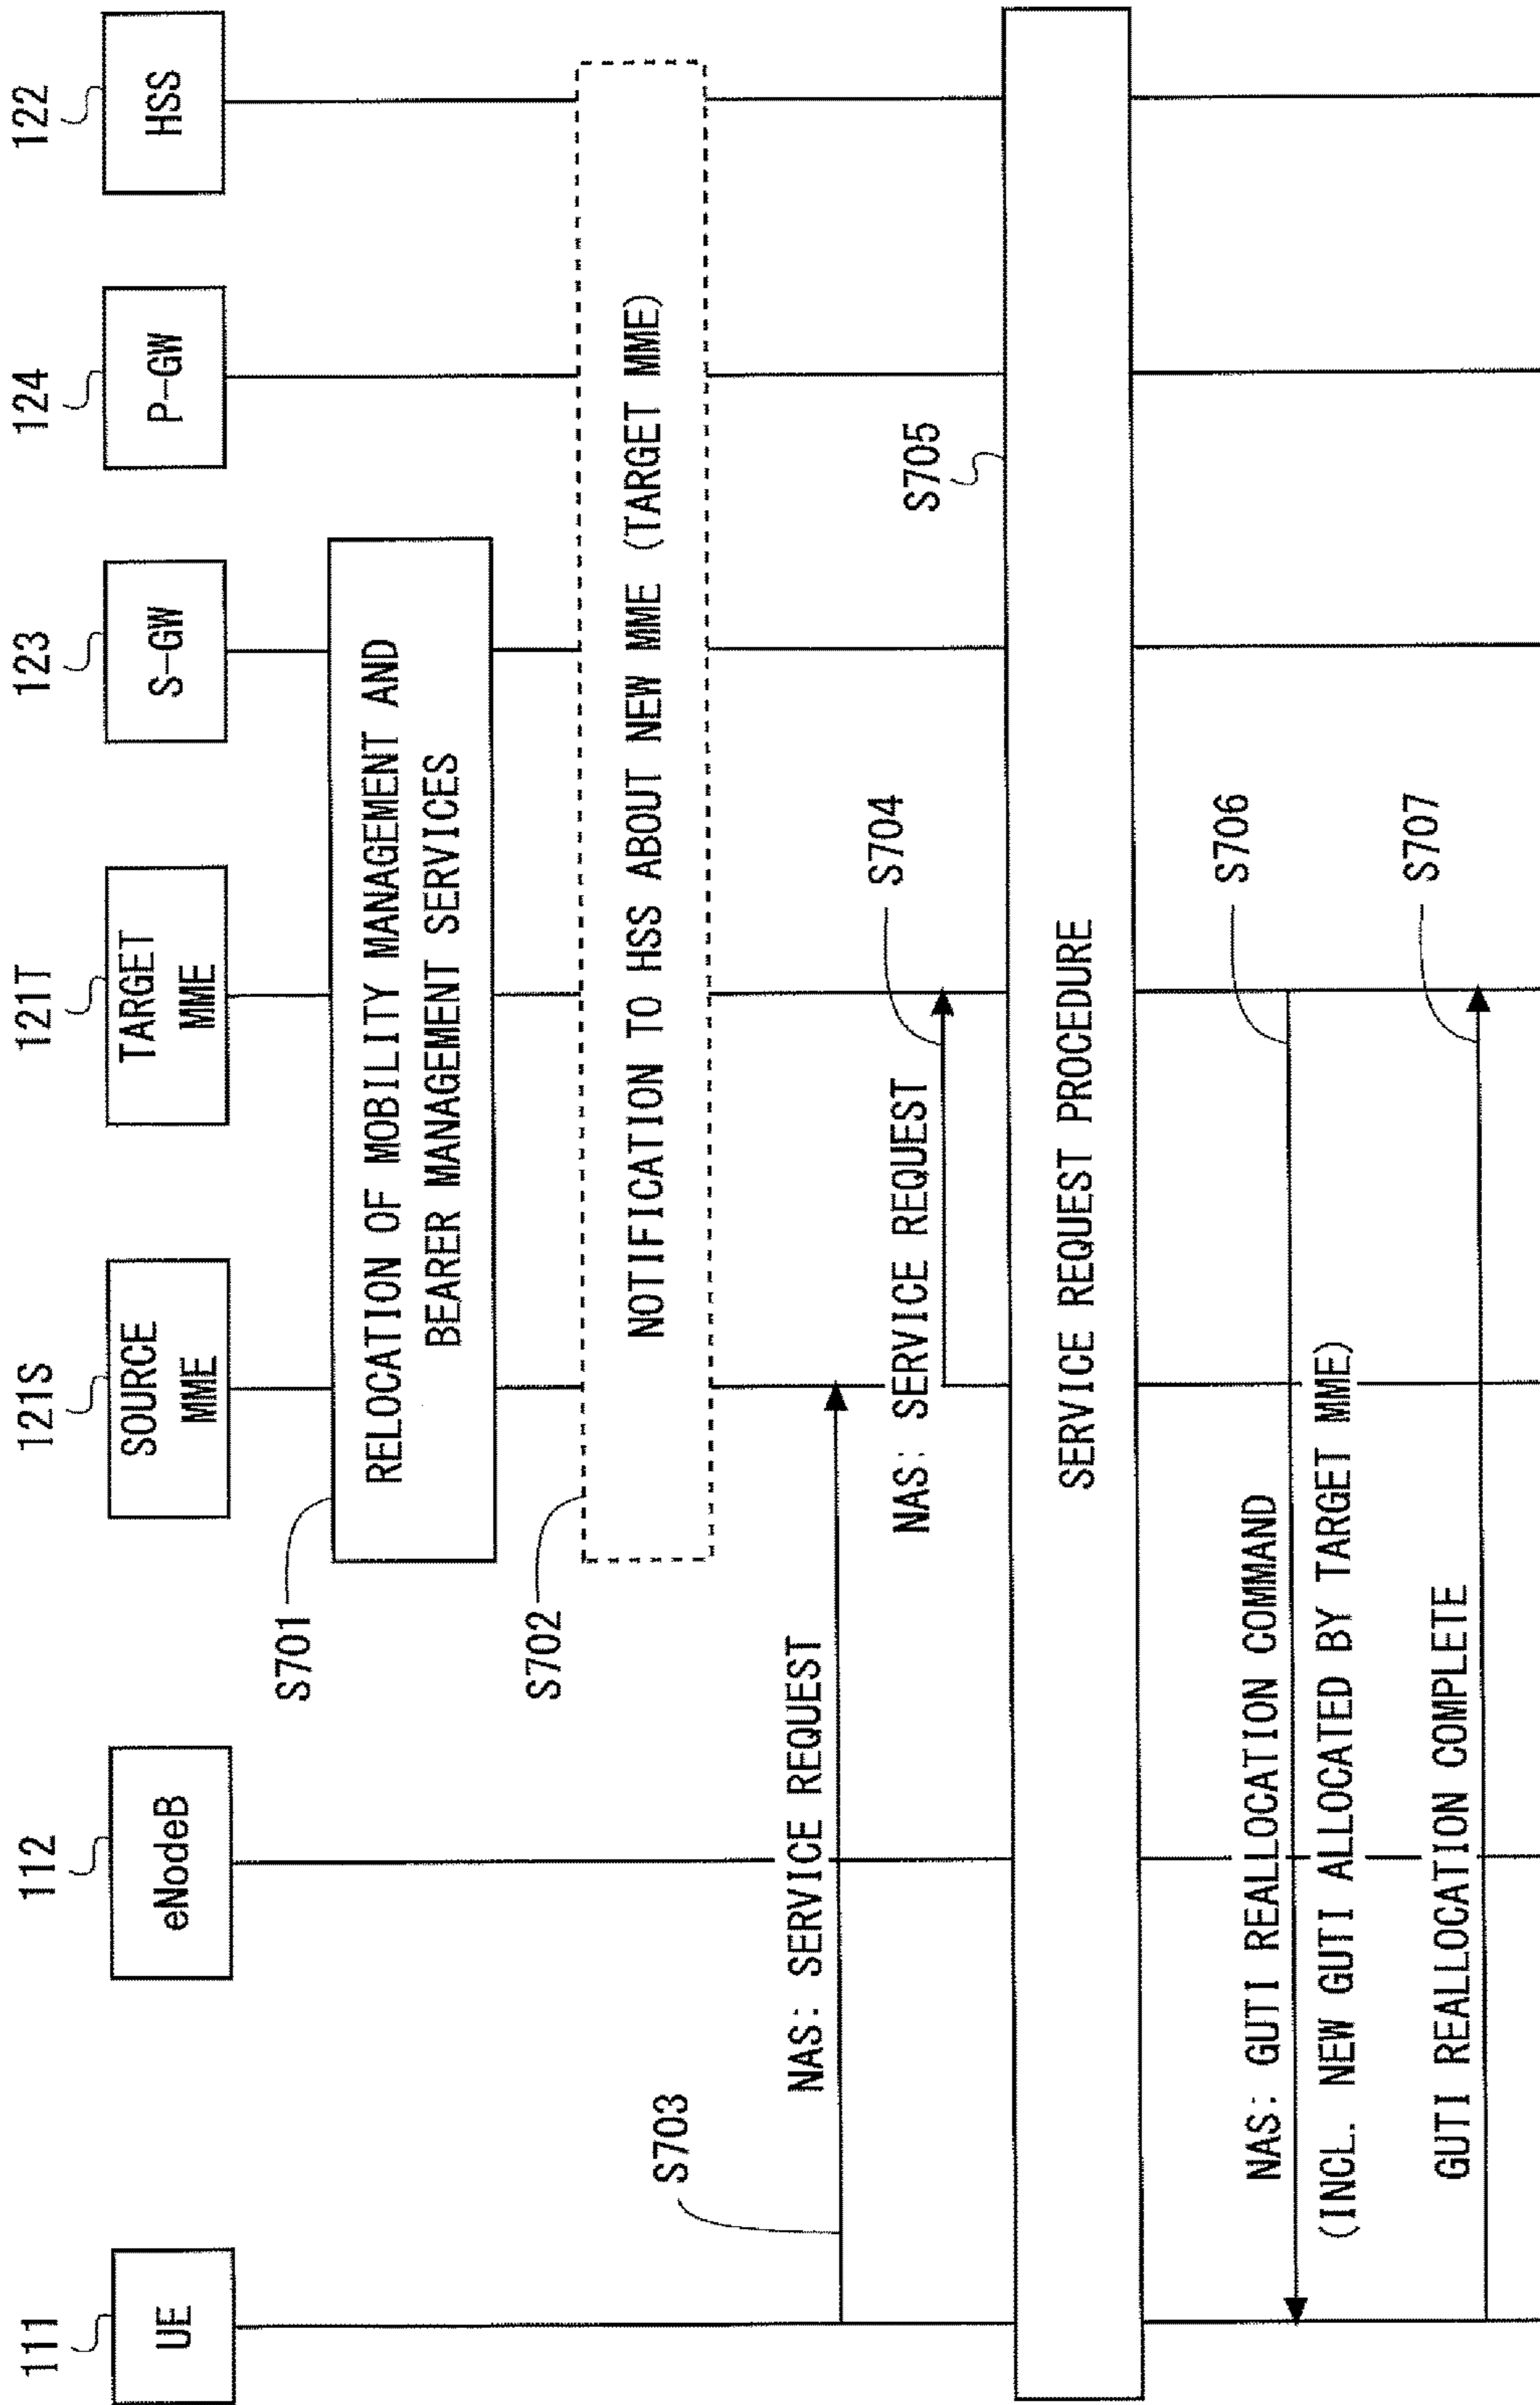 111
112
121S
121T
123
124
122
UE
eNodeB
SOURCE
MME
TARGET
MME
S-GW
P-GW
HSS
S701
RELOCATION OF MOBILITY MANAGEMENT AND
BEARER MANAGEMENT SERVICES
S702
NOTIFICATION TO HSS ABOUT NEW MME (TARGET MME)
S703
NAS: SERVICE REQUEST
S704
NAS: SERVICE REQUEST
S705
SERVICE REQUEST PROCEDURE
S706
NAS: GUTI REALLOCATION COMMAND
(INCL. NEW GUTI ALLOCATED BY TARGET MME)
S707
GUTI REALLOCATION COMPLETE